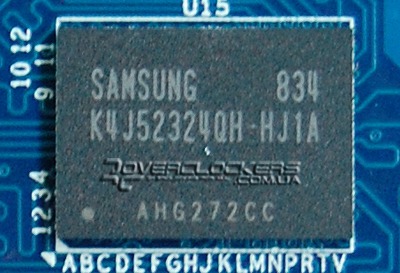 U15
SAMSUNG 834
K4J52324QH-HJ1A
OVERCLOCKERS
.COM.UA
AHG272CC
10 12
9 11
1234
ABCDEFGHJKLMNPRTV